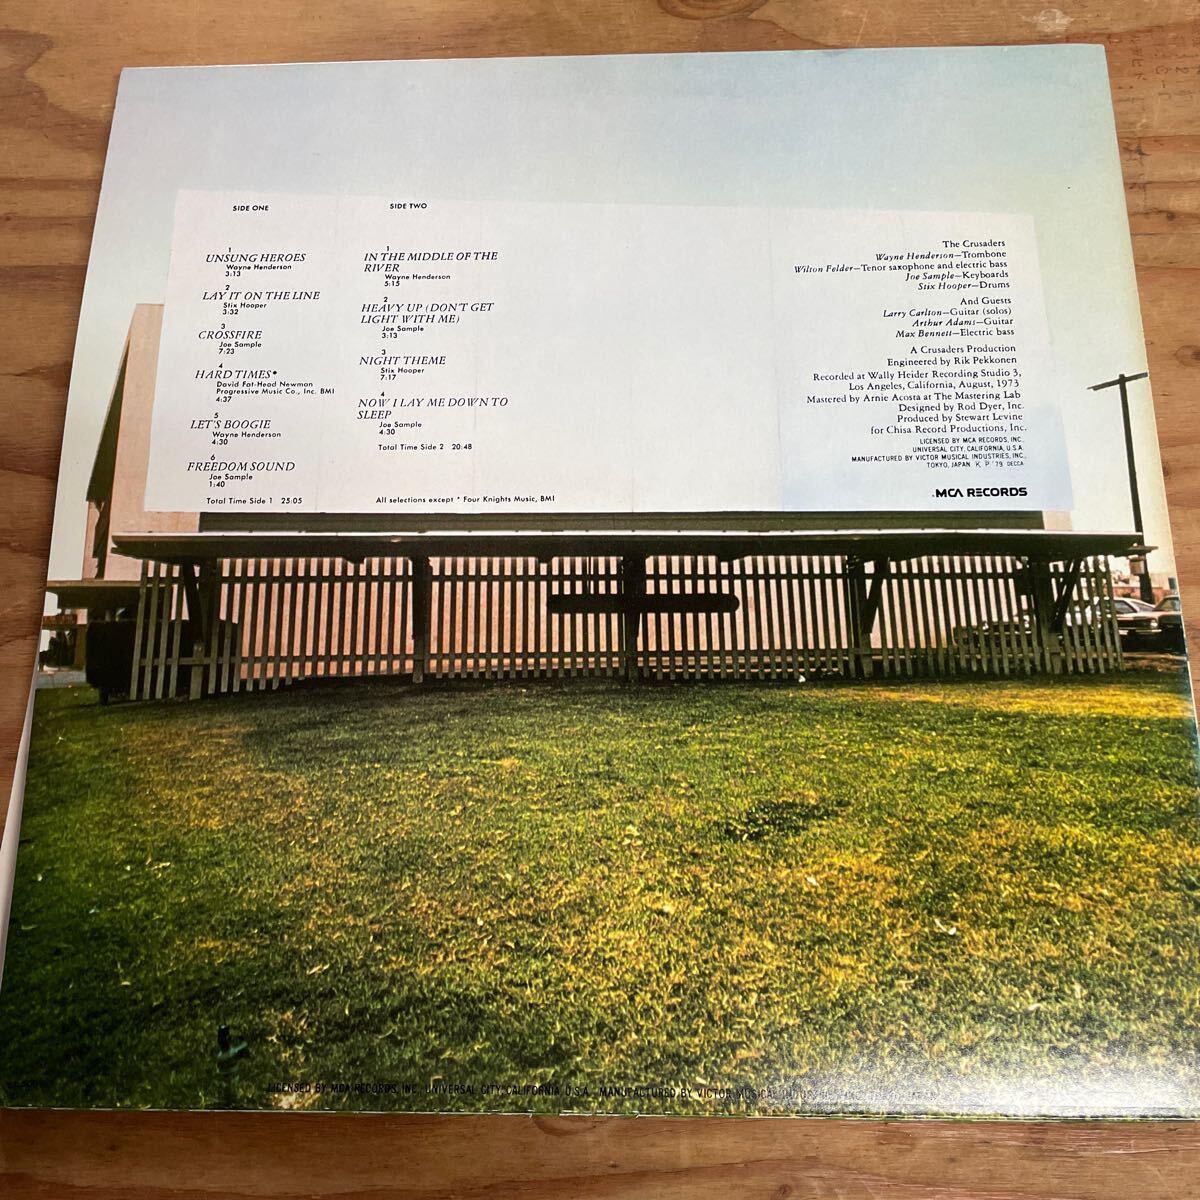 SIDE ONE
1
UNSUNG HEROES
Wayne Henderson
3:13
2
LAY IT ON THE LINE
Stix Hooper
3:32
3
CROSSFIRE
Joe Sample
7:23
4
HARD TIMES*
David Fat-Head Newman
Progressive Music Co., Inc. BMI
4:37
5
LET'S BOOGIE
Wayne Henderson
4:30
6
FREEDOM SOUND
Joe Sample
1:40
Total Time Side 1 25:05
SIDE TWO
1
IN THE MIDDLE OF THE
RIVER
Wayne Henderson
5:15
2
HEAVY UP (DON'T GET
LIGHT WITH ME)
Joe Sample
3:13
3
NIGHT THEME
Stix Hooper
7:17
4
NOW I LAY ME DOWN TO
SLEEP
Joe Sample
4:30
Total Time Side 2 20:48
All selections except * Four Knights Music, BMI
The Crusaders
Wayne Henderson—Trombone
Wilton Felder—Tenor saxophone and electric bass
Joe Sample—Keyboards
Stix Hooper—Drums
And Guests
Larry Carlton—Guitar (solos)
Arthur Adams—Guitar
Max Bennett—Electric bass
A Crusaders Production
Engineered by Rik Pekkonen
Recorded at Wally Heider Recording Studio 3,
Los Angeles, California, August, 1973
Mastered by Arnie Acosta at The Mastering Lab
Designed by Rod Dyer, Inc.
Produced by Stewart Levine
for Chisa Record Productions, Inc.
LICENSED BY MCA RECORDS, INC.,
UNIVERSAL CITY, CALIFORNIA, U.S.A.
MANUFACTURED BY VICTOR MUSICAL INDUSTRIES, INC.,
TOKYO, JAPAN K P '79 DECCA
MCA RECORDS
LICENSED BY MCA RECORDS, INC., UNIVERSAL CITY, CALIFORNIA, U.S.A. MANUFACTURED BY VICTOR MUSICAL INDUSTRIES, INC., TOKYO, JAPAN